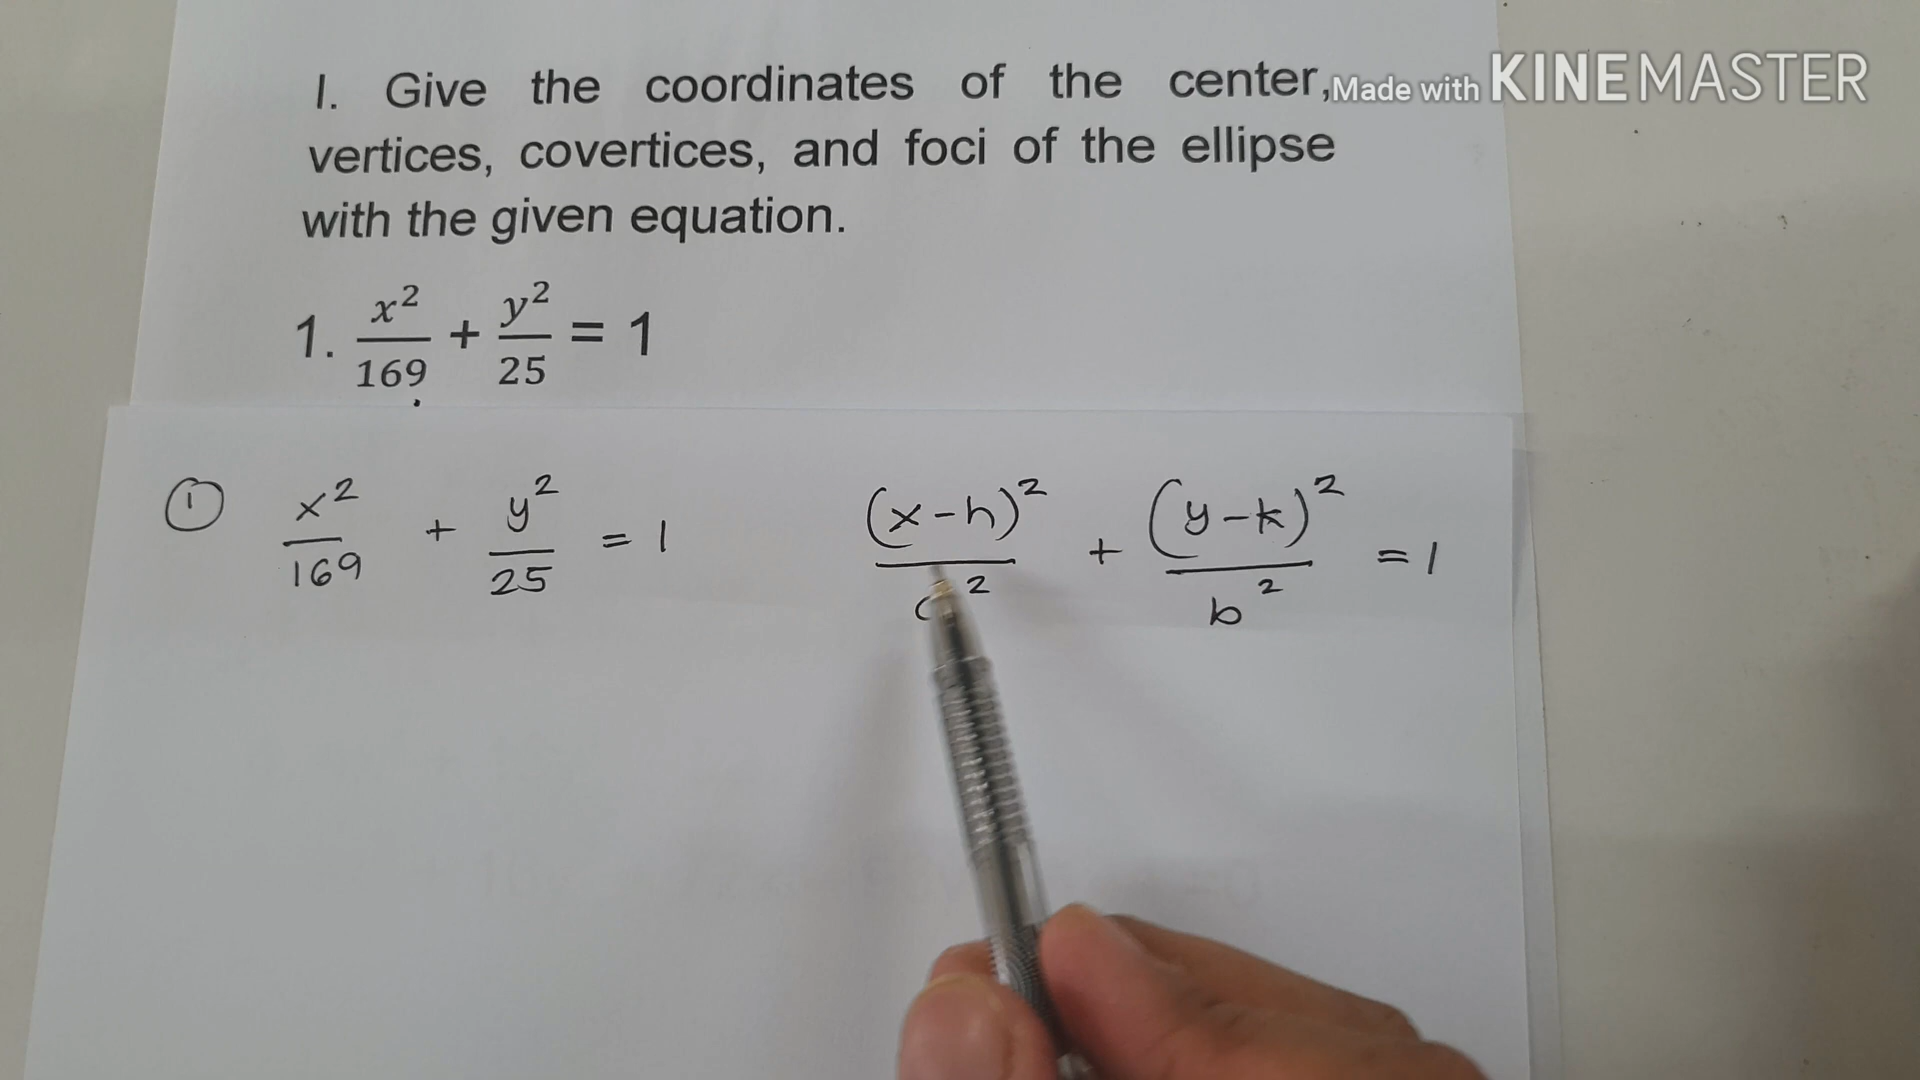 I. Give the coordinates of the center,
vertices, covertices, and foci of the ellipse
with the given equation.
Made with KINEMASTER
1. x²/169 + y²/25 = 1
① x²/169 + y²/25 = 1
(x-h)²/a² + (y-k)²/b² = 1